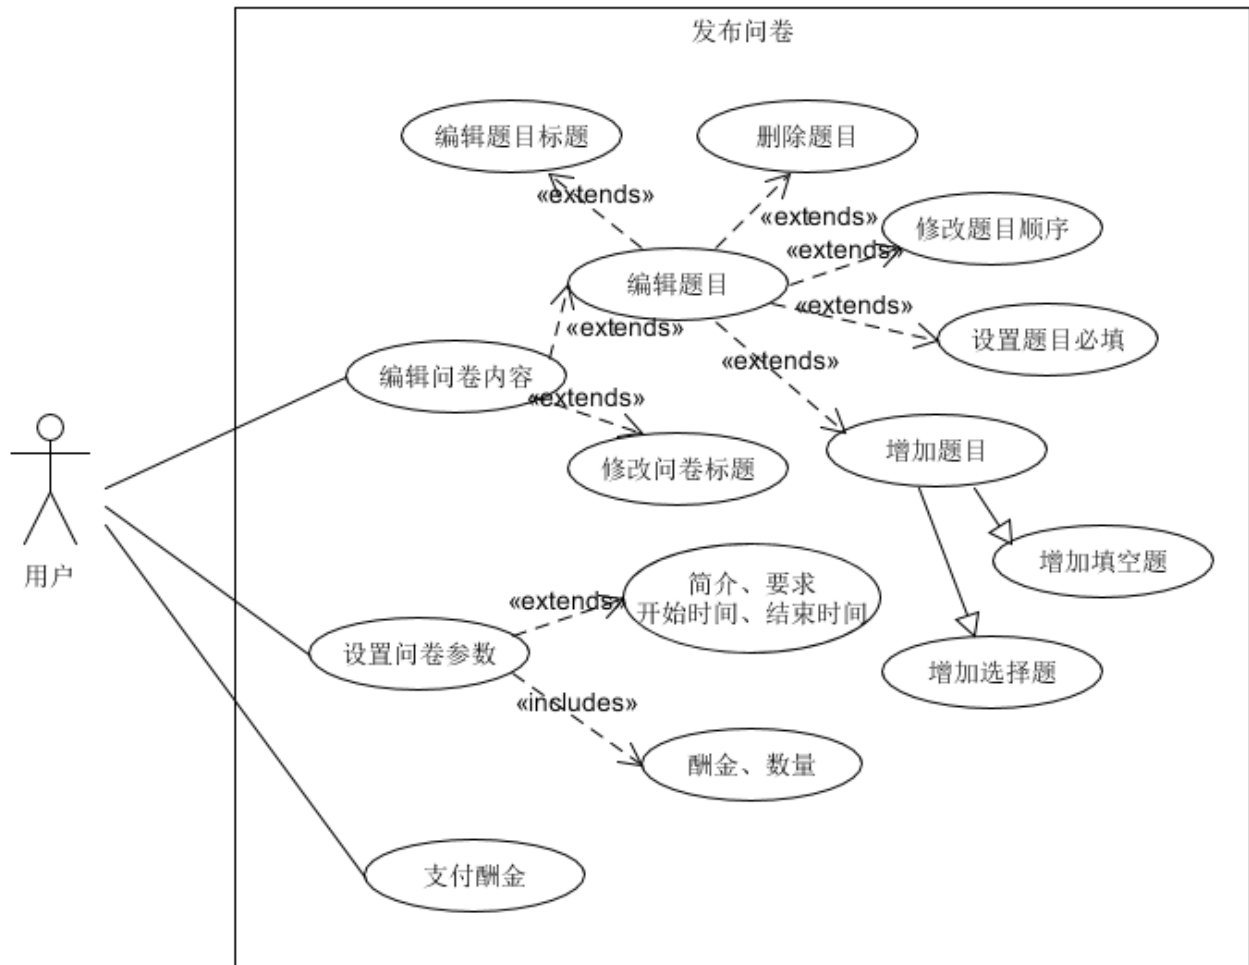 发布问卷
编辑题目标题
删除题目
«extends»
«extends»
修改题目顺序
«extends»
编辑题目
«extends»
«extends»
设置题目必填
«extends»
编辑问卷内容
«extends»
增加题目
修改问卷标题
用户
增加填空题
简介、要求
开始时间、结束时间
«extends»
设置问卷参数
增加选择题
«includes»
酬金、数量
支付酬金